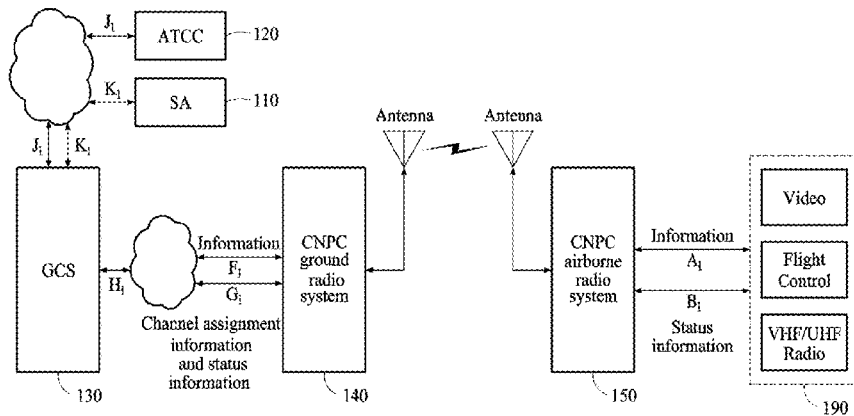 J₁
ATCC
120
K₁
SA
110
J₁
K₁
Antenna
Antenna
GCS
H₁
Information
F₁
G₁
Channel assignment
information
and status
information
CNPC
ground
radio
system
CNPC
airborne
radio
system
Information
A₁
B₁
Status
information
Video
Flight
Control
VHF/UHF
Radio
130
140
150
190